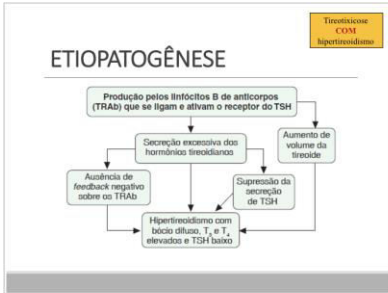 Tireotixicose
COM
hipertireoidismo
ETIOPATOGÊNESE
Produção pelos linfócitos B de anticorpos
(TRAb) que se ligam e ativam o receptor do TSH
Secreção excessiva dos
hormônios tireoidianos
Aumento de
volume da
tireoide
Ausência de
feedback negativo
sobre os TRAb
Supressão da
secreção
de TSH
Hipertireoidismo com
bócio difuso, T3 e T4
elevados e TSH baixo